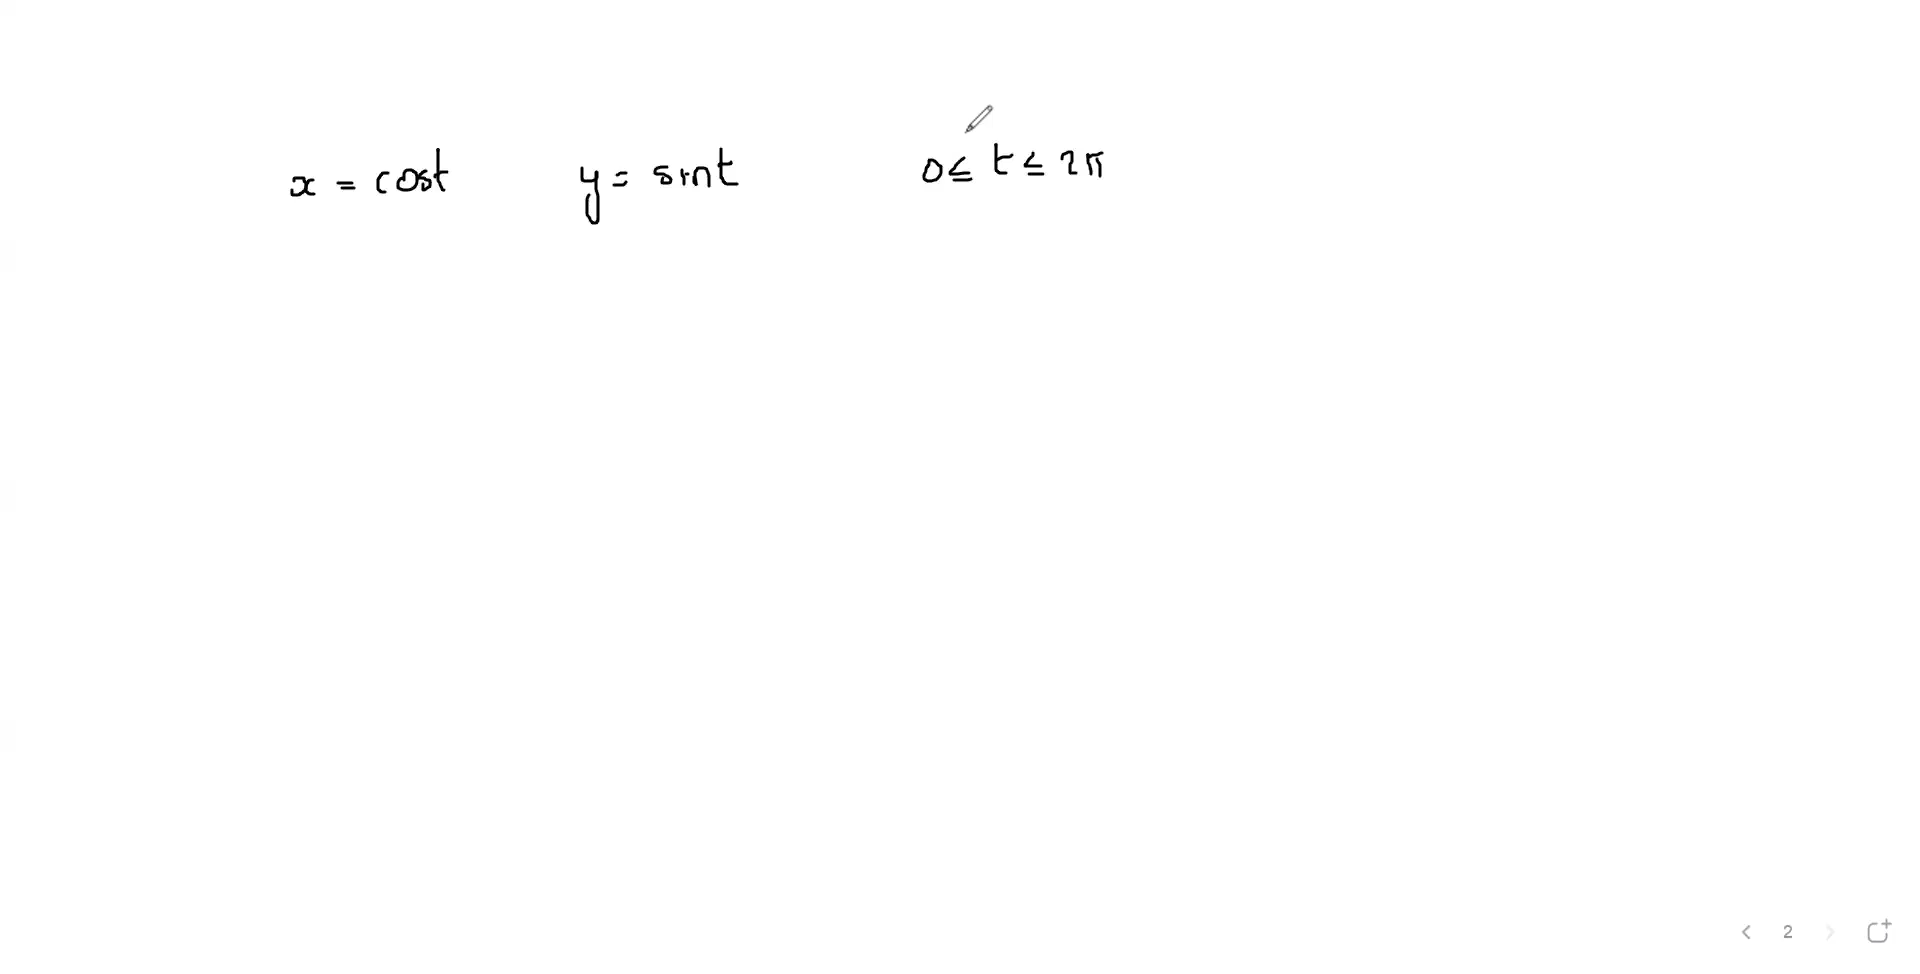 x = cost y = sint 0 ≤ t ≤ 2π
2